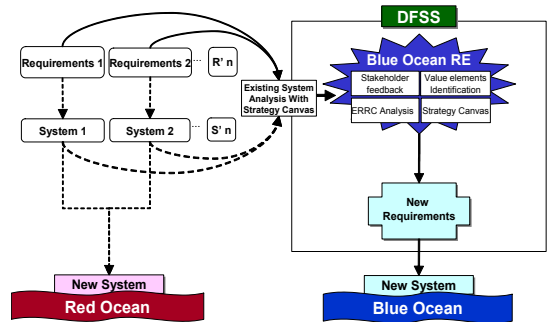 DFSS
Blue Ocean RE
Stakeholder
feedback
Value elements
Identification
ERRC Analysis
Strategy Canvas
Requirements 1
Requirements 2
...
R' n
Existing System
Analysis With
Strategy Canvas
System 1
System 2
...
S' n
New
Requirements
New System
Red Ocean
New System
Blue Ocean